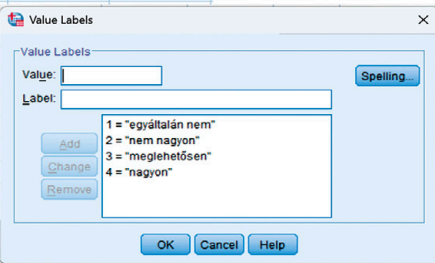 Value Labels
Value Labels
Value:
Spelling...
Label:
1 = "egyáltalán nem"
2 = "nem nagyon"
3 = "meglehetősen"
4 = "nagyon"
Add
Change
Remove
OK Cancel Help